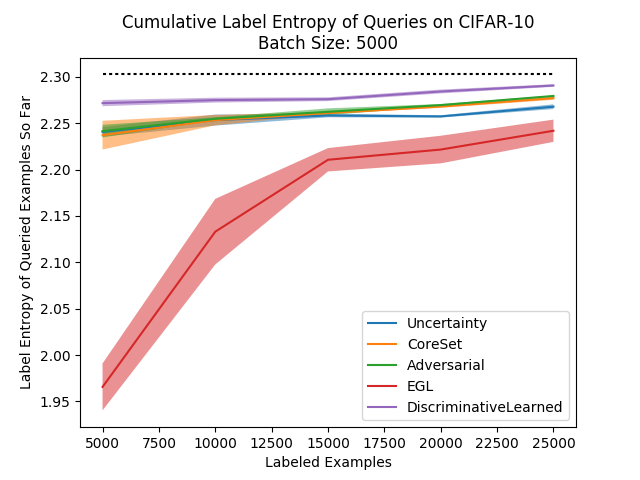 Cumulative Label Entropy of Queries on CIFAR-10
Batch Size: 5000
Label Entropy of Queried Examples So Far
2.30
2.25
2.20
2.15
2.10
2.05
2.00
1.95
Uncertainty
CoreSet
Adversarial
EGL
DiscriminativeLearned
5000 7500 10000 12500 15000 17500 20000 22500 25000
Labeled Examples